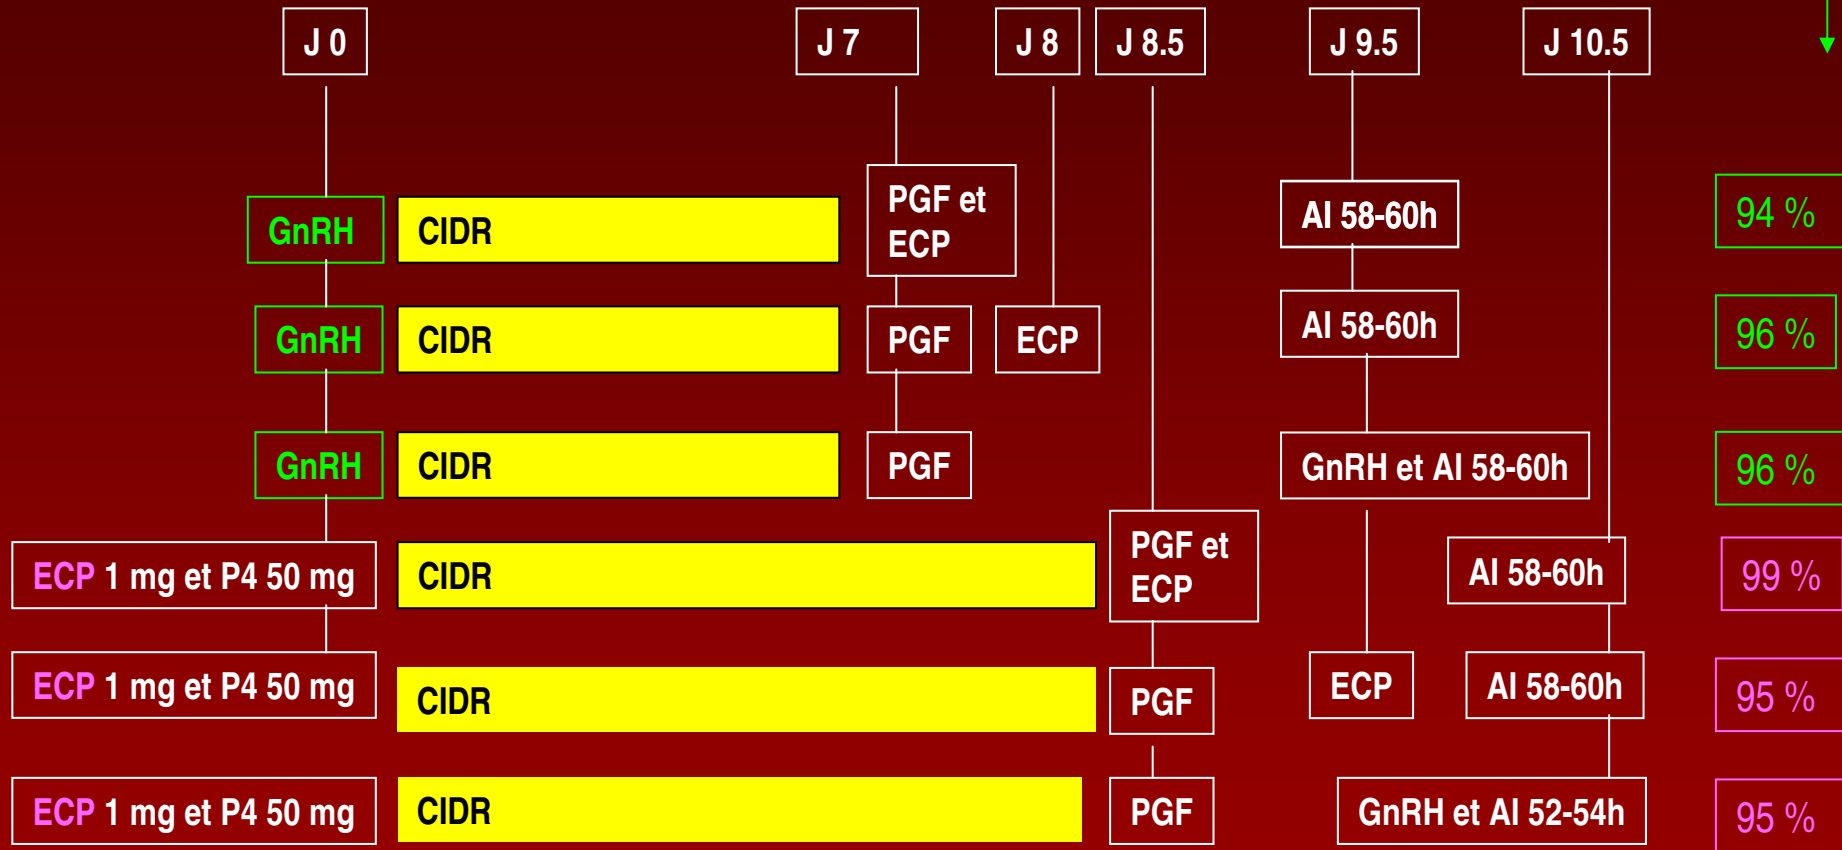 J 0
J 7
J 8
J 8.5
J 9.5
J 10.5
GnRH
CIDR
PGF et
ECP
AI 58-60h
94 %
GnRH
CIDR
PGF
ECP
AI 58-60h
96 %
GnRH
CIDR
PGF
GnRH et AI 58-60h
96 %
ECP 1 mg et P4 50 mg
CIDR
PGF et
ECP
AI 58-60h
99 %
ECP 1 mg et P4 50 mg
CIDR
PGF
ECP
AI 58-60h
95 %
ECP 1 mg et P4 50 mg
CIDR
PGF
GnRH et AI 52-54h
95 %